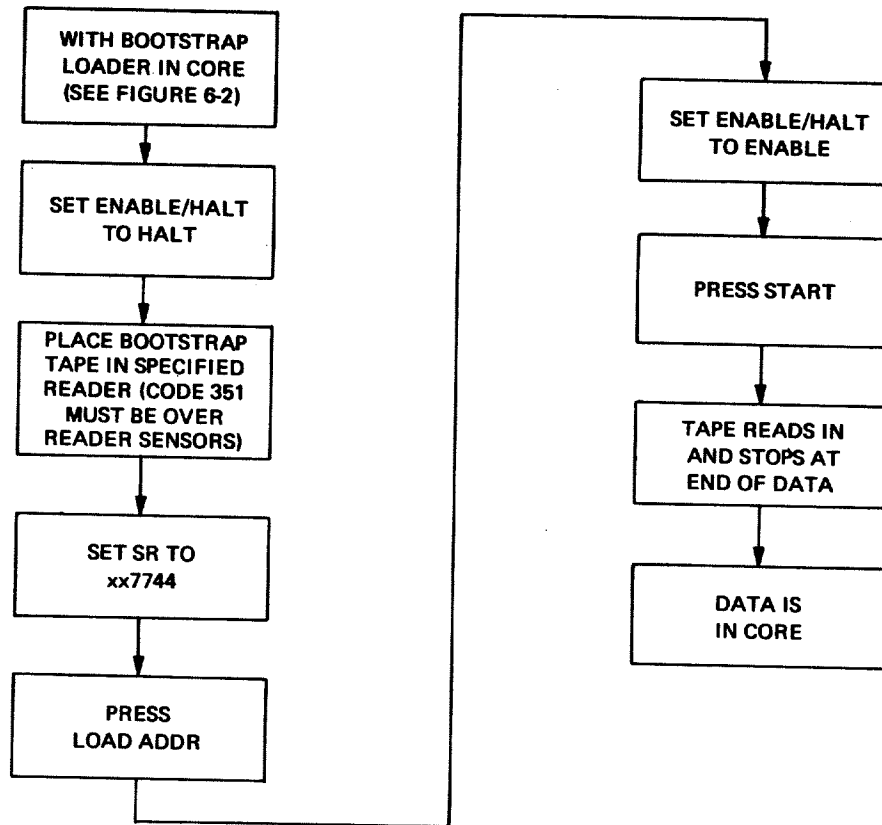 WITH BOOTSTRAP
LOADER IN CORE
(SEE FIGURE 6-2)
SET ENABLE/HALT
TO HALT
PLACE BOOTSTRAP
TAPE IN SPECIFIED
READER (CODE 351
MUST BE OVER
READER SENSORS)
SET SR TO
xx7744
PRESS
LOAD ADDR
SET ENABLE/HALT
TO ENABLE
PRESS START
TAPE READS IN
AND STOPS AT
END OF DATA
DATA IS
IN CORE